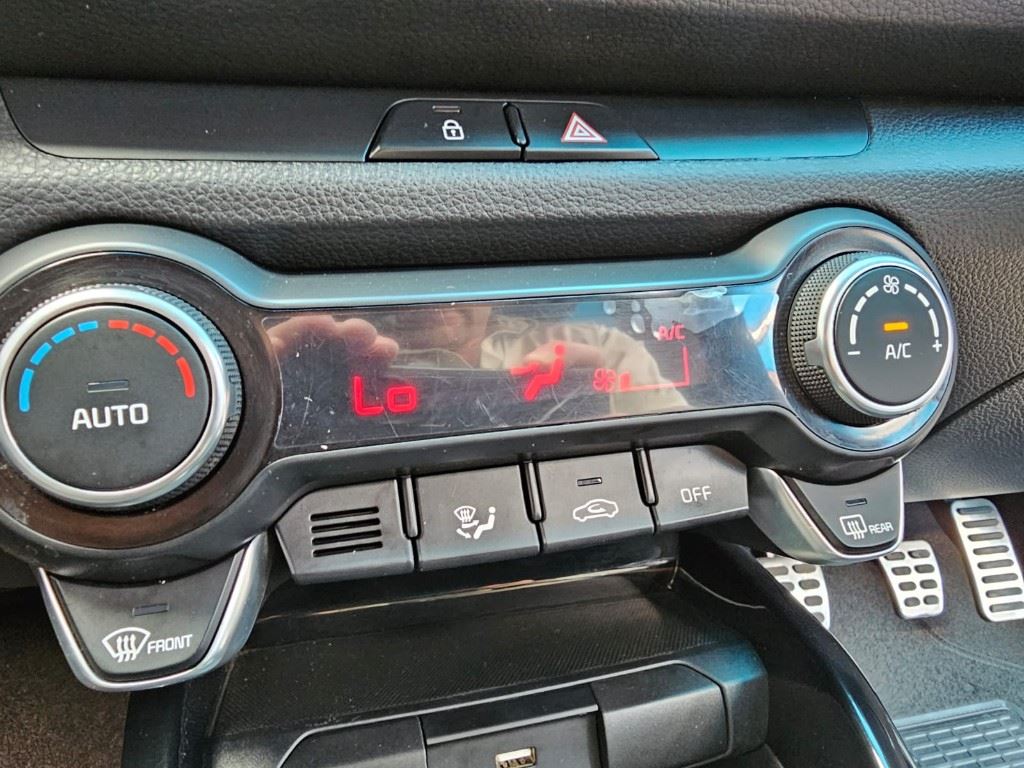 A/C
Lo
AUTO
- A/C +
OFF
REAR
FRONT